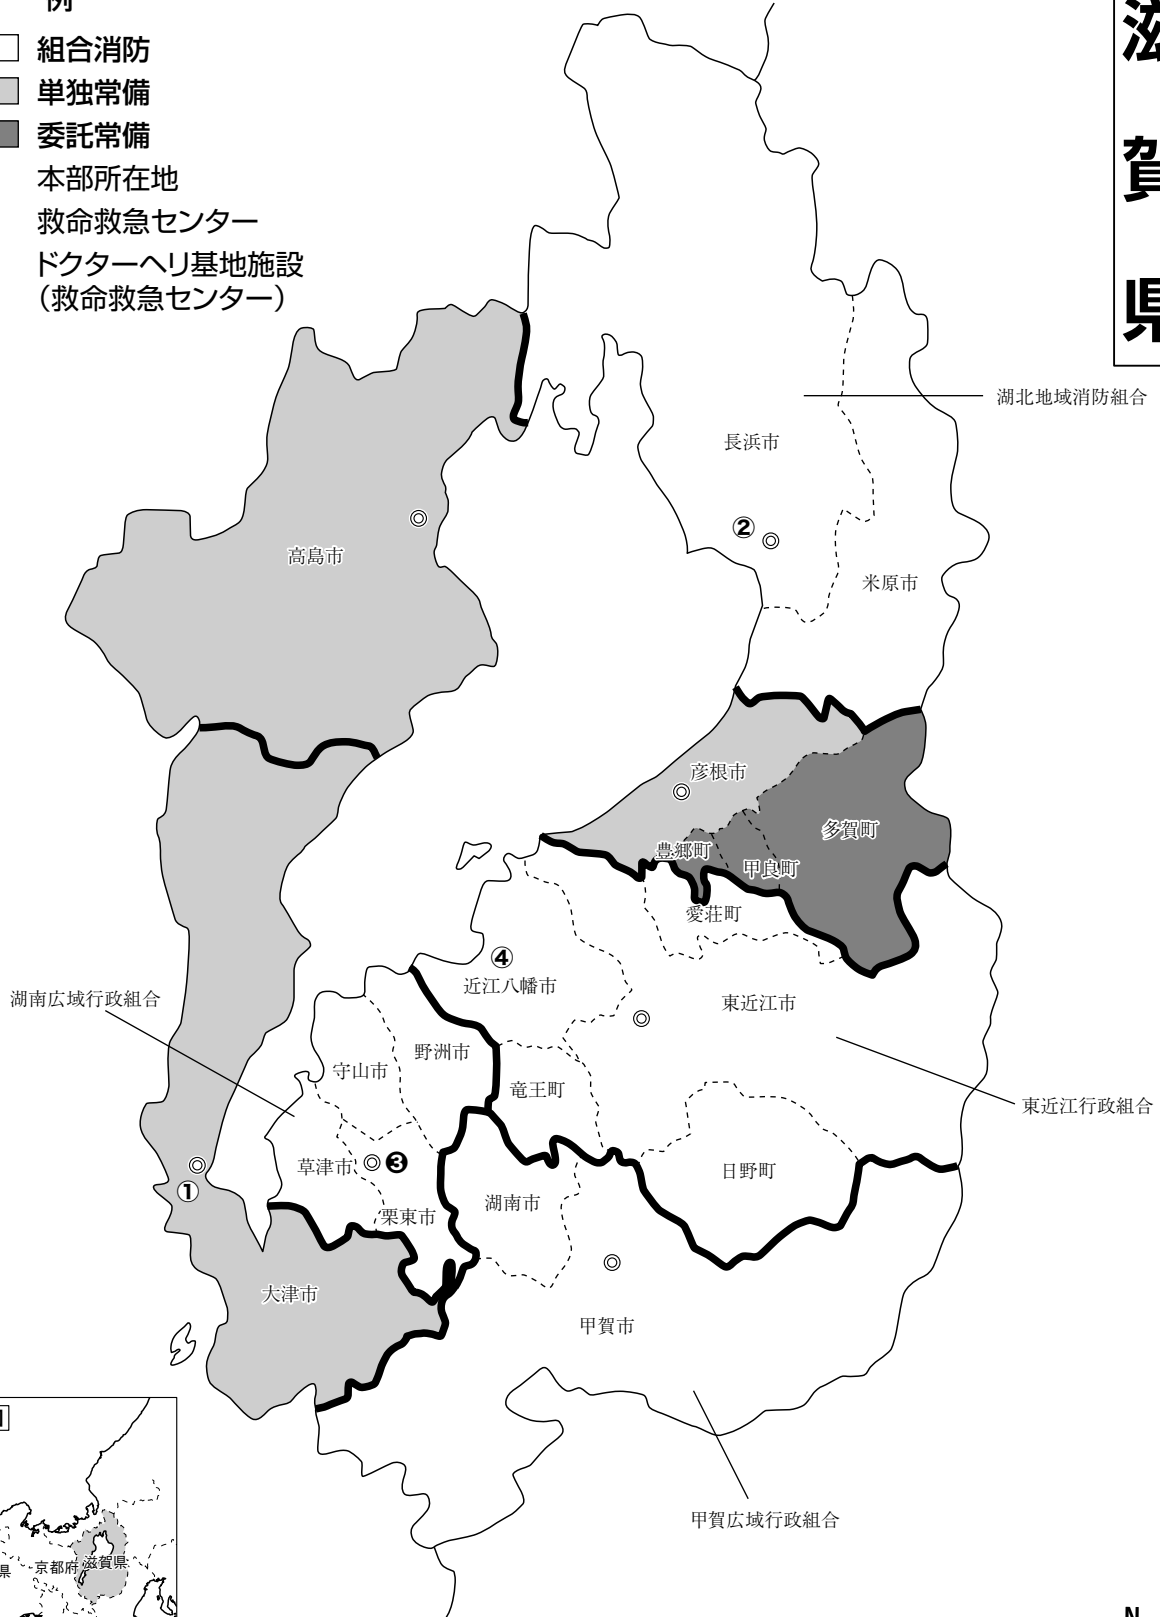 例
組合消防
単独常備
委託常備
本部所在地
救命救急センター
ドクターヘリ基地施設
（救命救急センター）
滋賀県
湖北地域消防組合
長浜市
②
高島市
米原市
彦根市
多賀町
豊郷町
甲良町
愛荘町
④
近江八幡市
東近江市
湖南広域行政組合
野洲市
守山市
竜王町
東近江行政組合
草津市
❸
日野町
①
湖南市
栗東市
大津市
甲賀市
甲賀広域行政組合
京都府
滋賀県
県
N